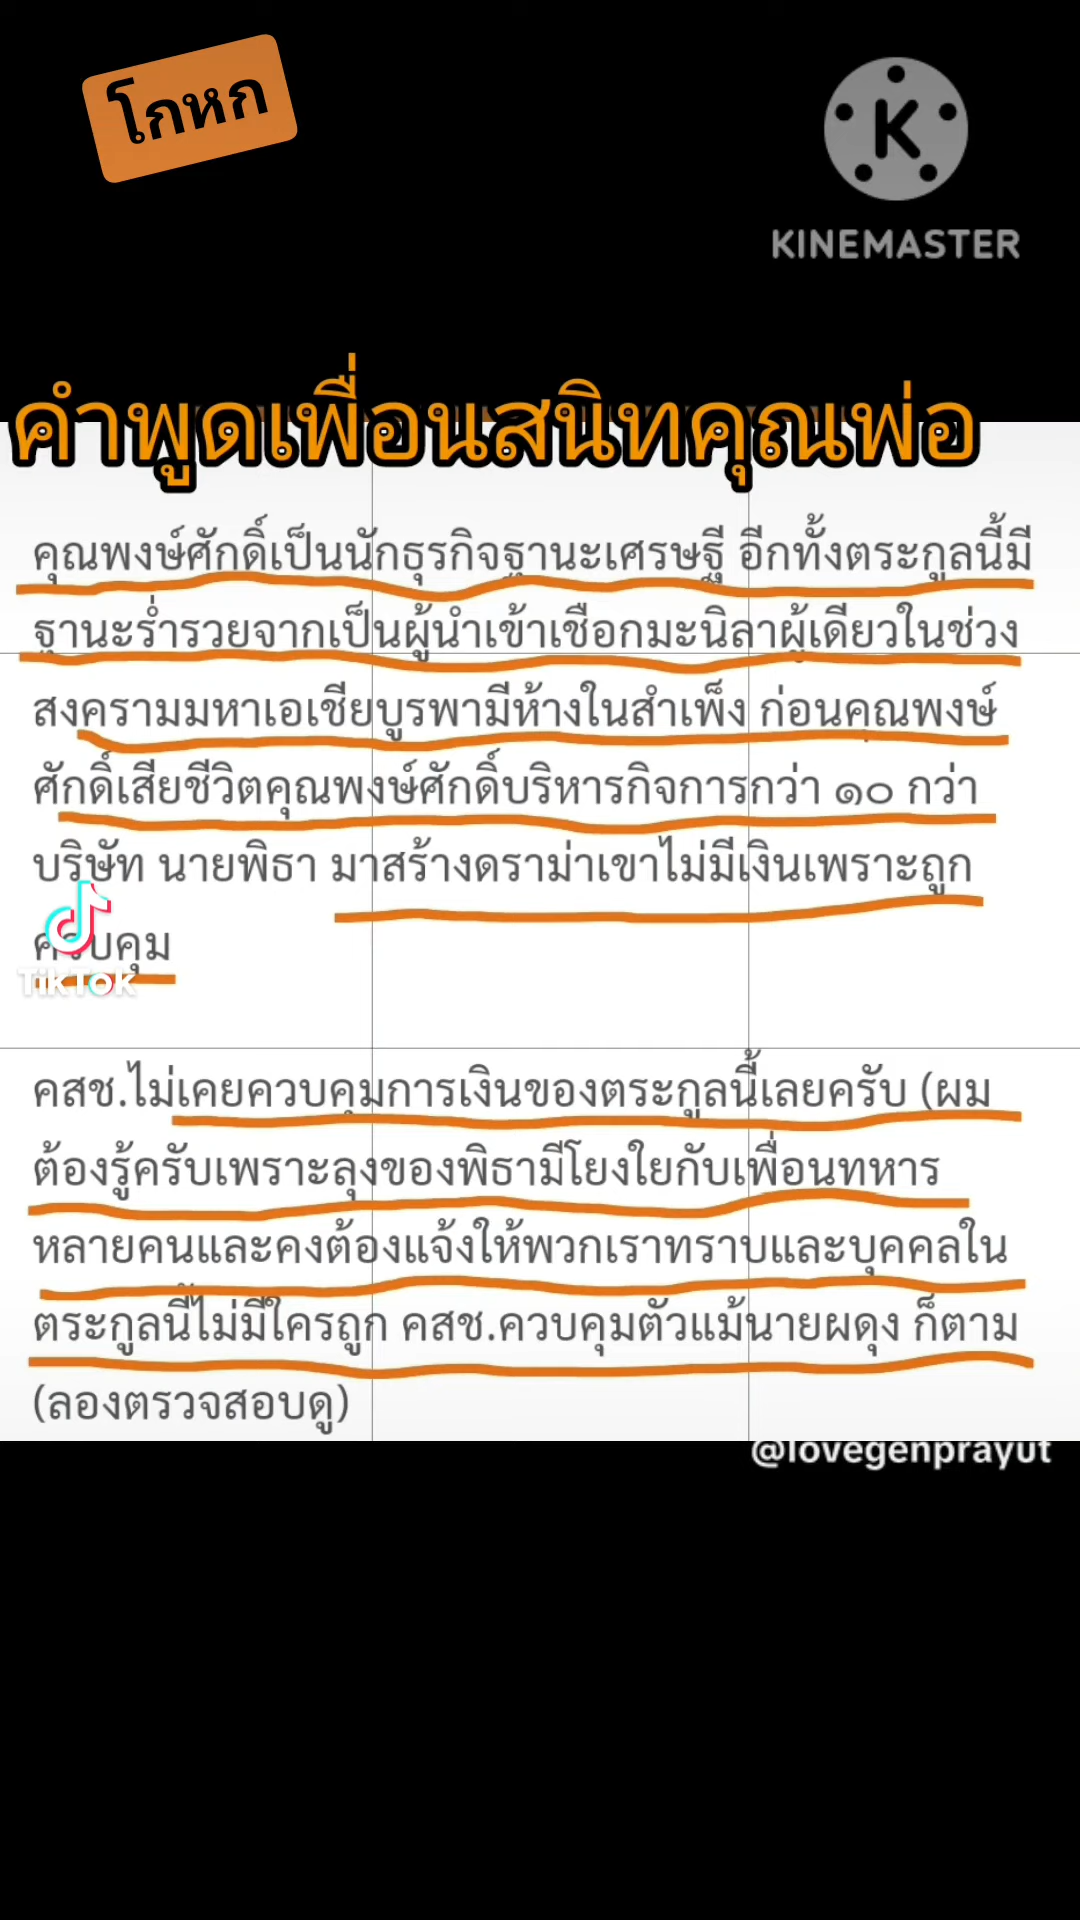 โกหก
KINEMASTER
คำพูดเพื่อนสนิทคุณพ่อ
คุณพงษ์ศักดิ์เป็นนักธุรกิจฐานะเศรษฐี อีกทั้งตระกูลนี้มี
ฐานะร่ำรวยจากเป็นผู้นำเข้าเชือกมะนิลาผู้เดียวในช่วง
สงครามมหาเอเชียบูรพามีห้างในสำเพ็ง ก่อนคุณพงษ์
ศักดิ์เสียชีวิตคุณพงษ์ศักดิ์บริหารกิจการกว่า ๑๐ กว่า
บริษัท นายพิธา มาสร้างดราม่าเขาไม่มีเงินเพราะถูก
ควบคุม
TikTok
คสช.ไม่เคยควบคุมการเงินของตระกูลนี้เลยครับ (ผม
ต้องรู้ครับเพราะลุงของพิธามีโยงใยกับเพื่อนทหาร
หลายคนและคงต้องแจ้งให้พวกเราทราบและบุคคลใน
ตระกูลนี้ไม่มีใครถูก คสช.ควบคุมตัวแม้นายผดุง ก็ตาม
(ลองตรวจสอบดู)
@lovegenprayut